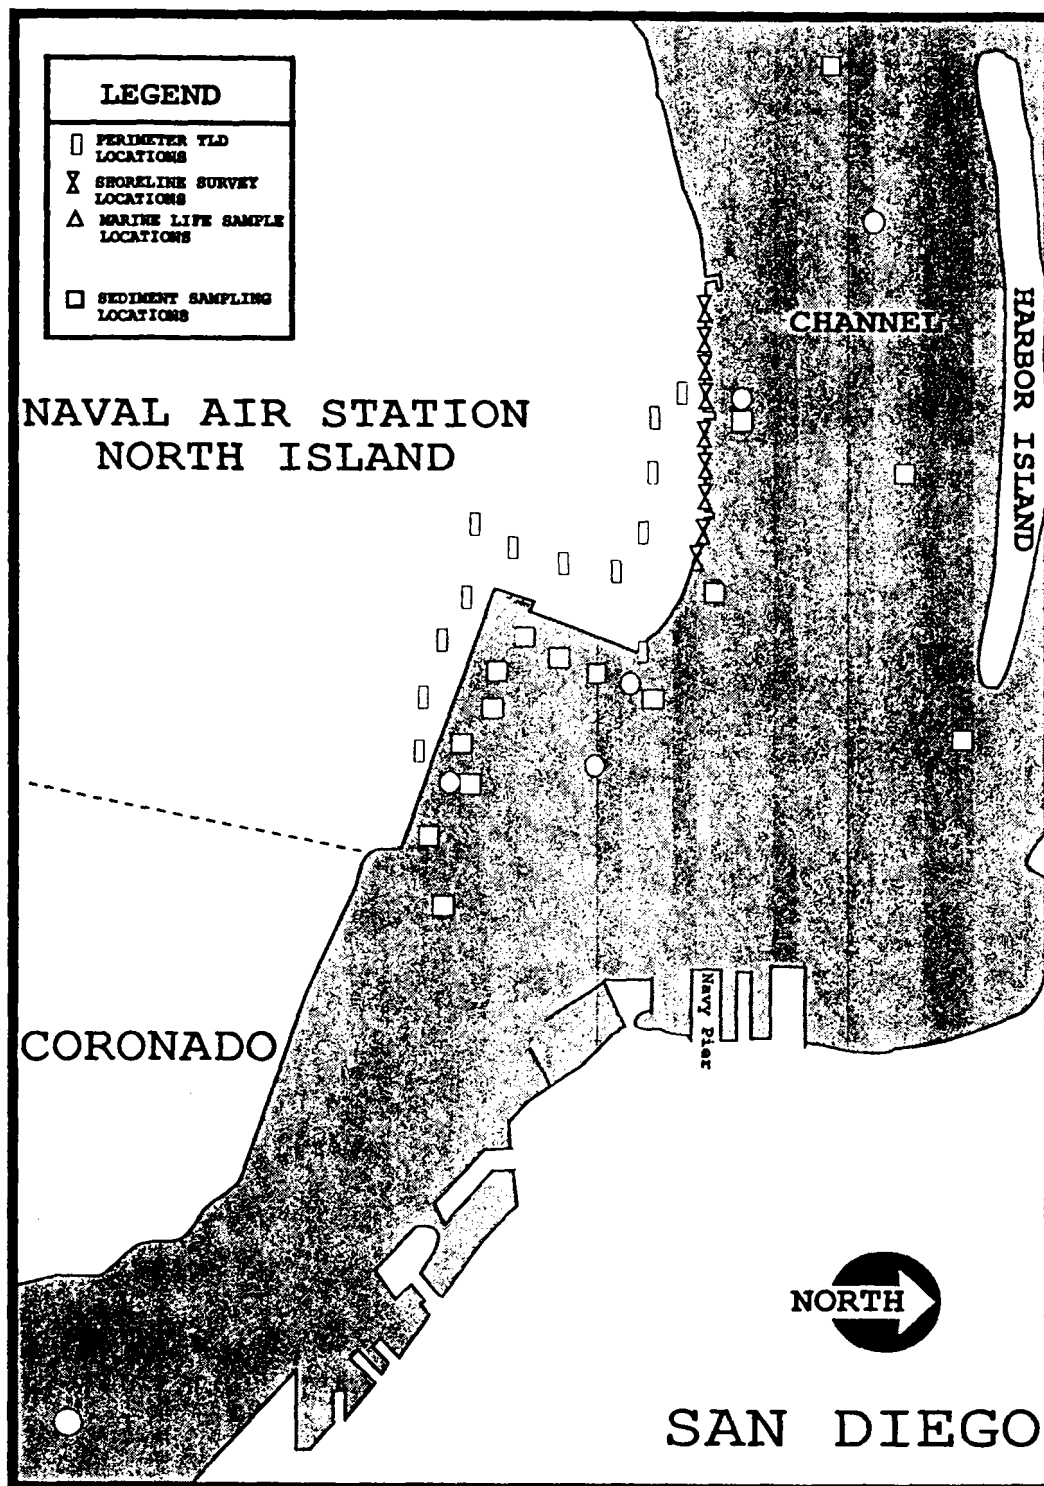 LEGEND
PERIMETER TLD
LOCATIONS
SHORELINE SURVEY
LOCATIONS
MARINE LIFE SAMPLE
LOCATIONS
SEDIMENT SAMPLING
LOCATIONS
CHANNEL
HARBOR ISLAND
NAVAL AIR STATION
NORTH ISLAND
Navy Pier
CORONADO
NORTH
SAN DIEGO